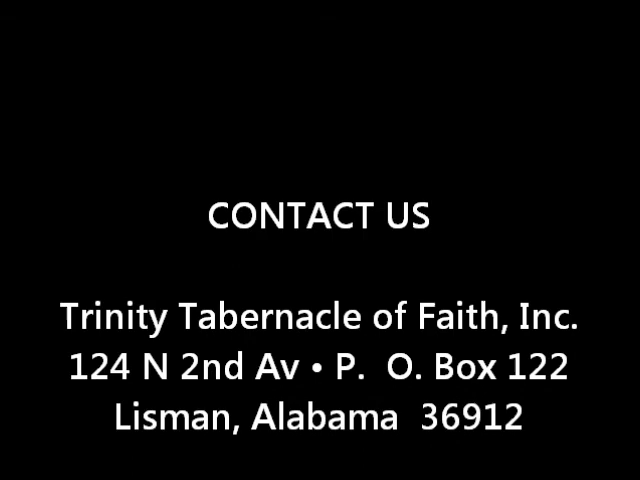 CONTACT US
Trinity Tabernacle of Faith, Inc.
124 N 2nd Av • P.  O. Box 122
Lisman, Alabama  36912